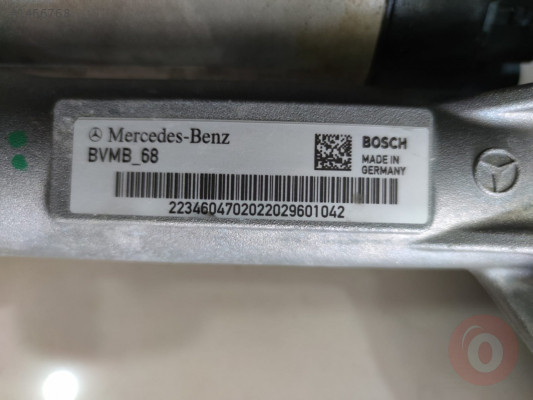 Mercedes-Benz
BVMB_68
BOSCH
MADE IN
GERMANY
2234604702022029601042